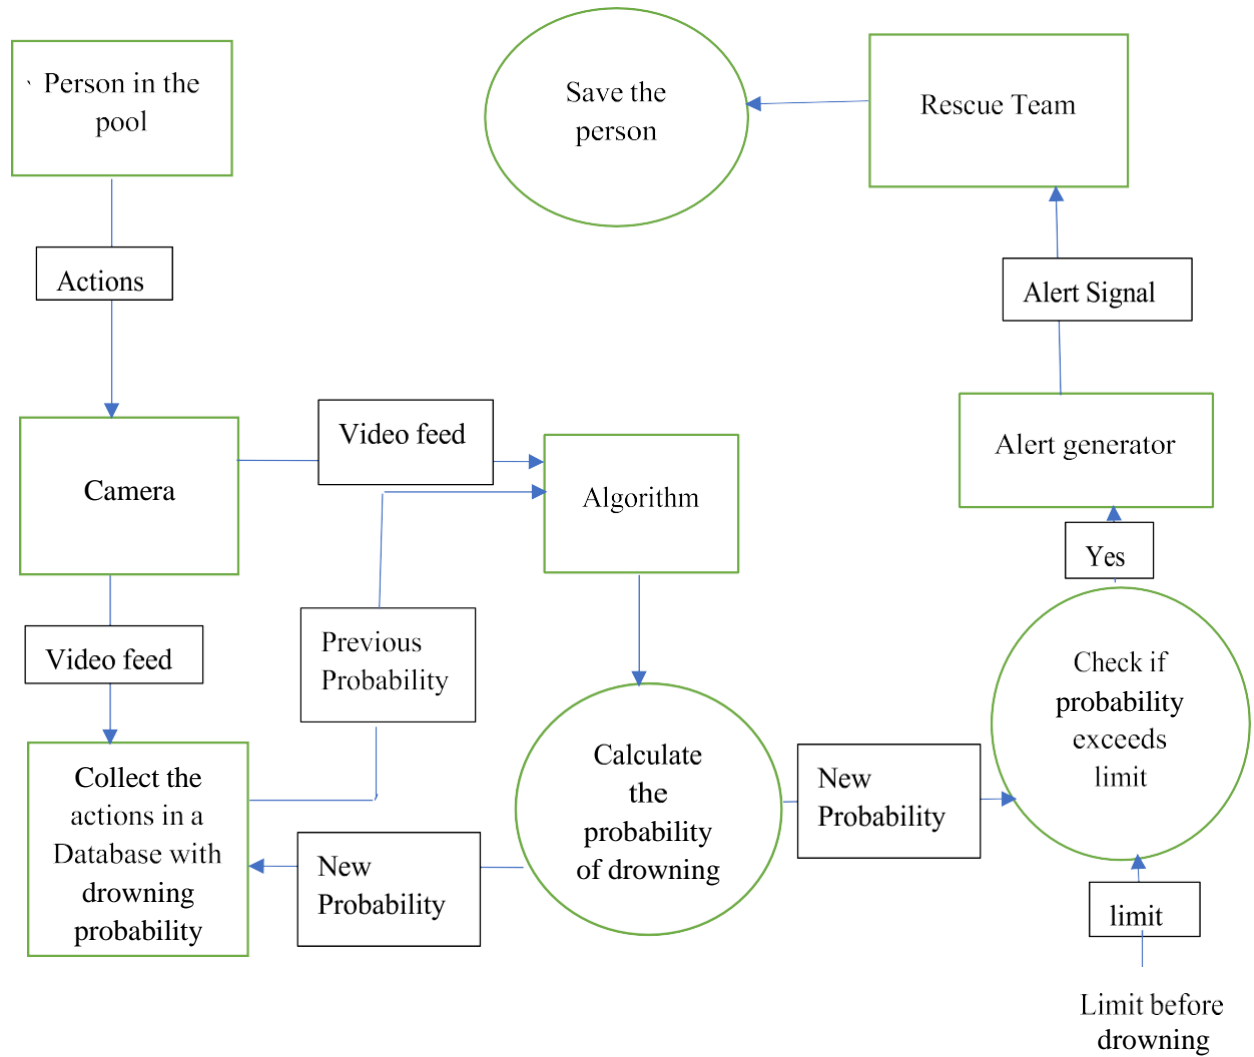 ` Person in the
pool
Save the
person
Rescue Team
Actions
Alert Signal
Video feed
Camera
Algorithm
Alert generator
Yes
Video feed
Previous
Probability
Check if
probability
exceeds
limit
Collect the
actions in a
Database with
drowning
probability
New
Probability
Calculate
the
probability
of drowning
New
Probability
limit
Limit before
drowning